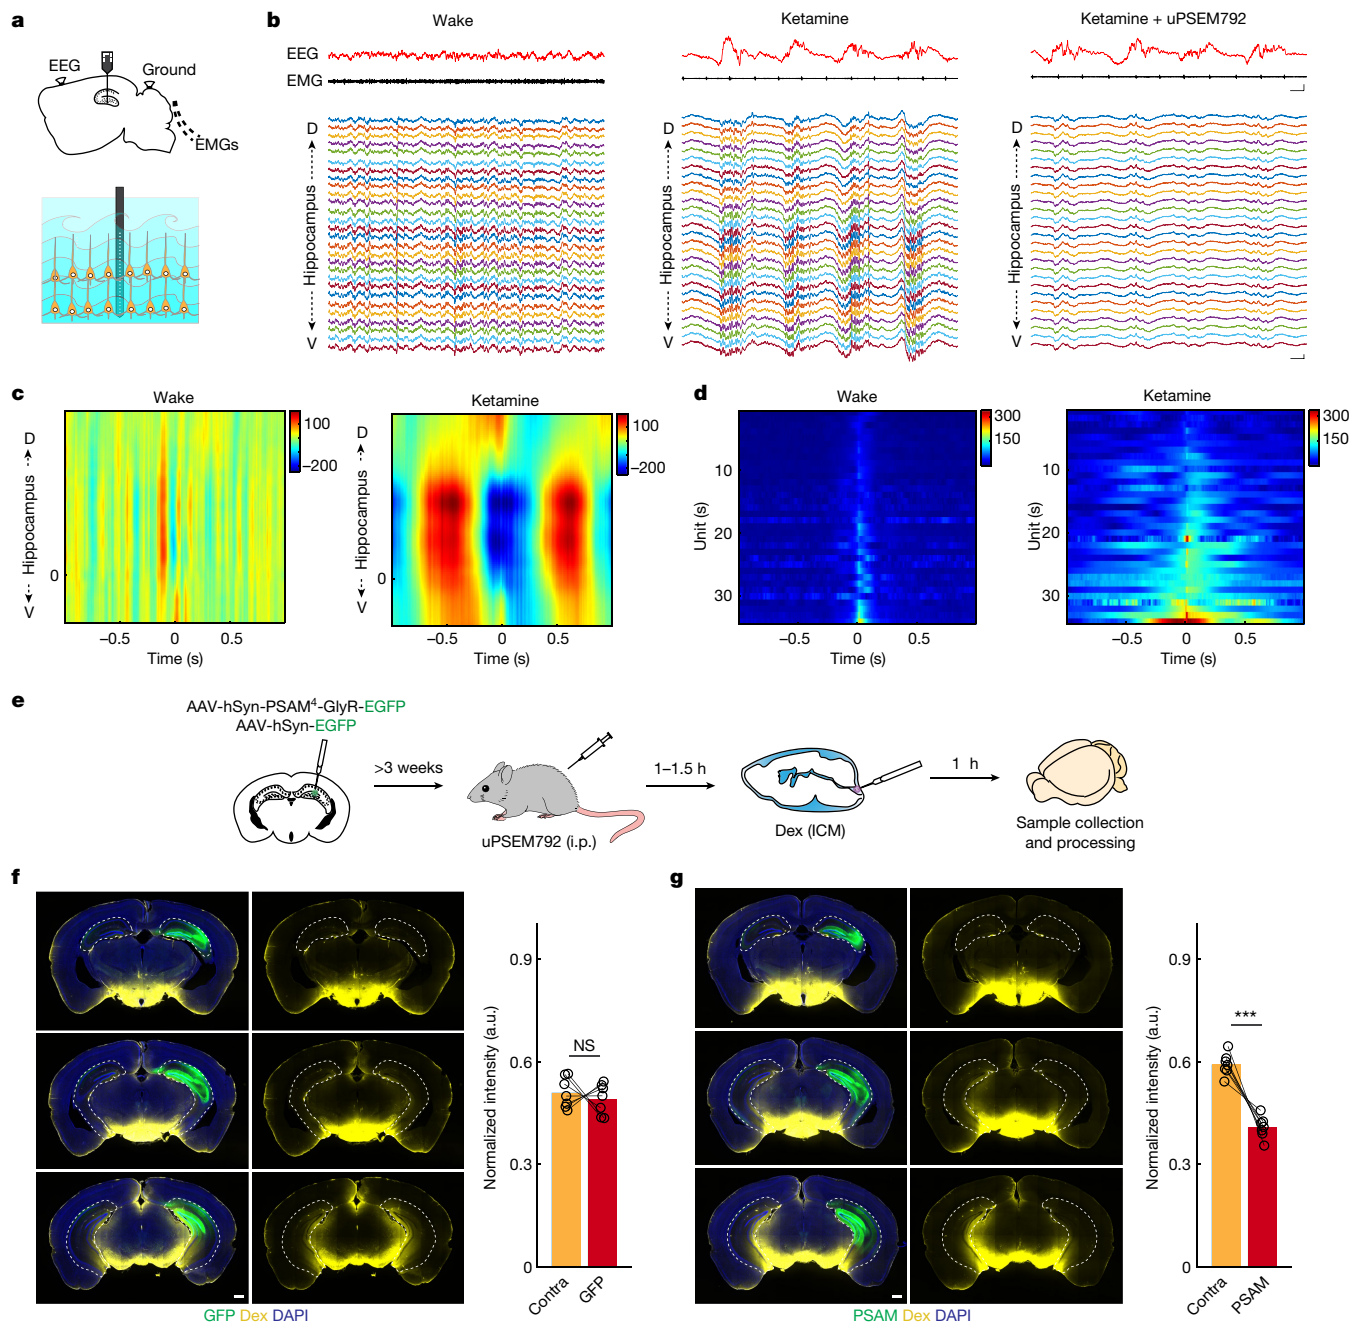 a
EEG
Ground
EMGs
b
Wake
Ketamine
Ketamine + uPSEM792
EEG
EMG
D
Hippocampus
V
D
Hippocampus
V
D
Hippocampus
V
c
Wake
Ketamine
D
Hippocampus
V
0
100
–200
–0.5
0
0.5
Time (s)
D
Hippocampus
V
0
100
–200
–0.5
0
0.5
Time (s)
d
Wake
Ketamine
Unit (s)
10
20
30
300
150
–0.5
0
0.5
Time (s)
Unit (s)
10
20
30
300
150
–0.5
0
0.5
Time (s)
e
AAV-hSyn-PSAM⁴-GlyR-EGFP
AAV-hSyn-EGFP
>3 weeks
uPSEM792 (i.p.)
1–1.5 h
Dex (ICM)
1 h
Sample collection
and processing
f
GFP Dex DAPI
Normalized intensity (a.u.)
0.9
0.6
0.3
0
NS
Contra
GFP
g
PSAM Dex DAPI
Normalized intensity (a.u.)
0.9
0.6
0.3
0
***
Contra
PSAM